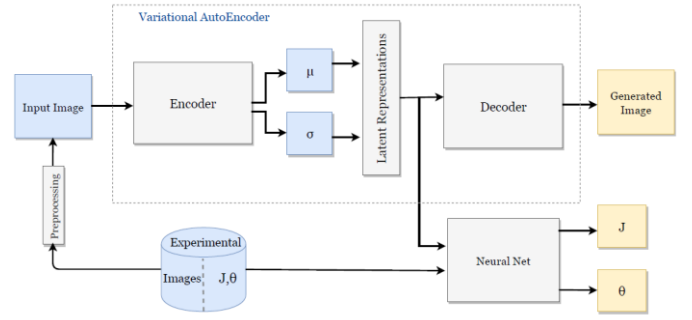 Variational AutoEncoder
Input Image
Encoder
μ
σ
Latent Representations
Decoder
Generated
Image
Preprocessing
Experimental
Images
J,θ
Neural Net
J
θ